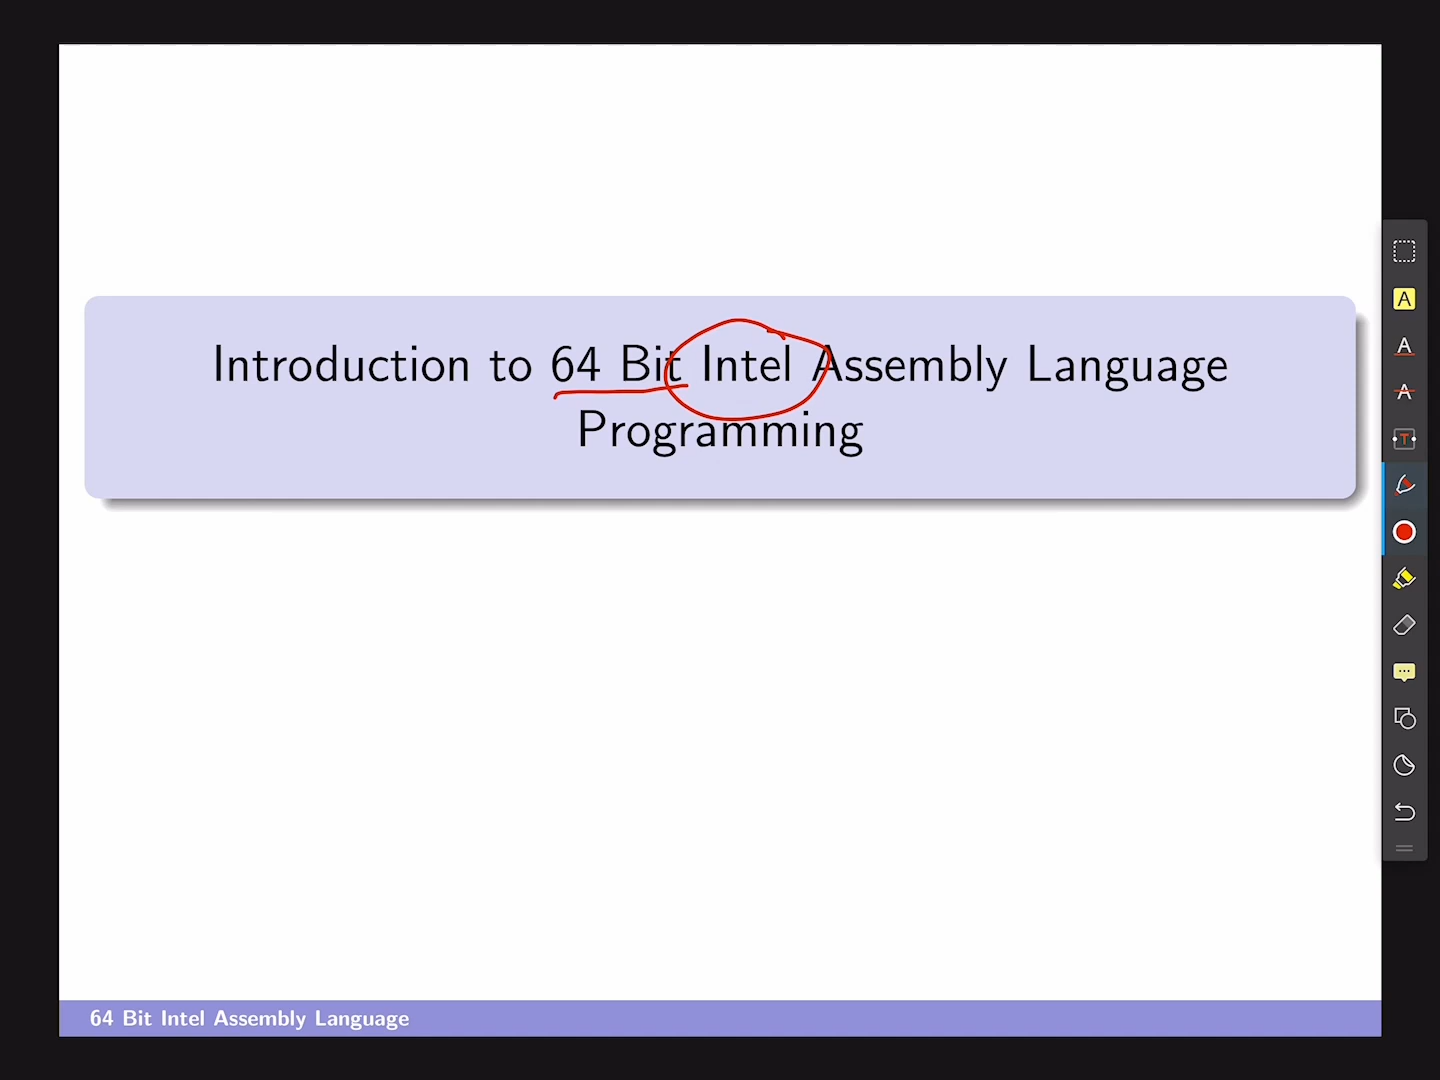 Introduction to 64 Bit Intel Assembly Language
Programming
64 Bit Intel Assembly Language
A
A
A
T